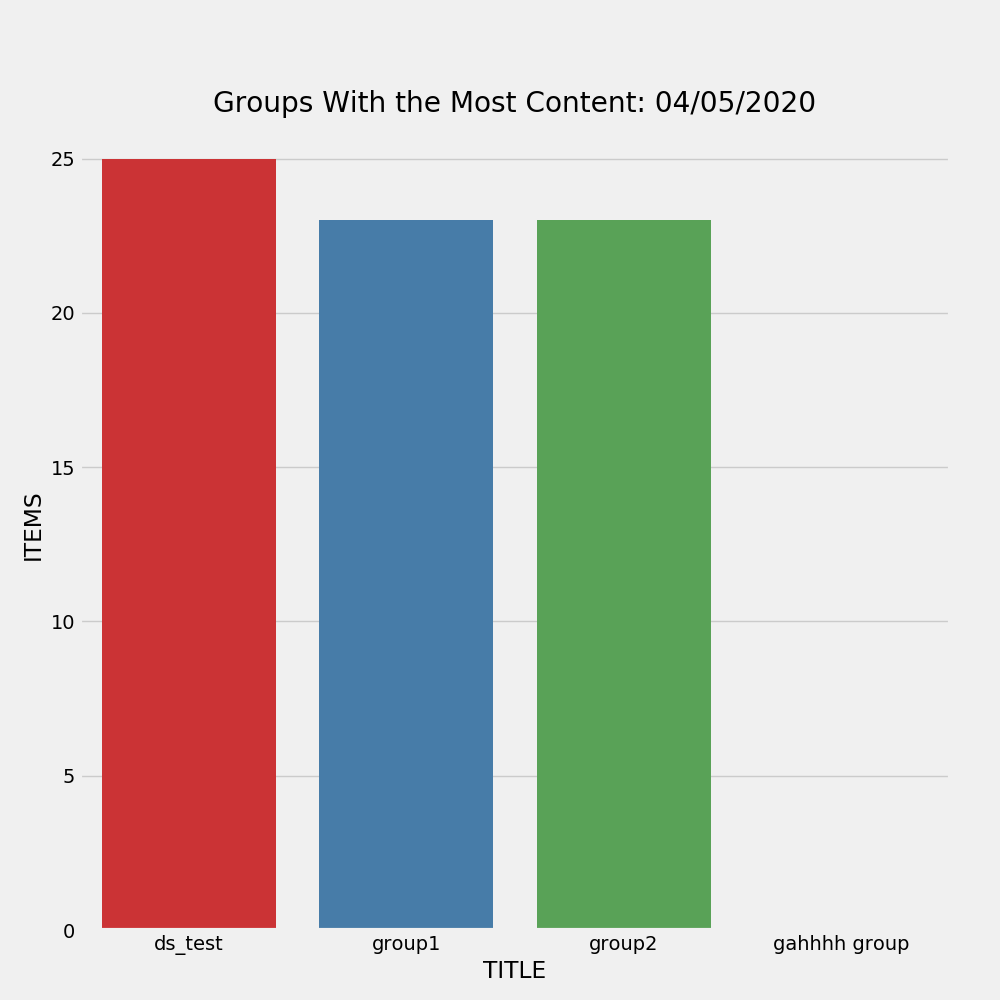 Groups With the Most Content: 04/05/2020
25
20
15
10
5
0
ITEMS
ds_test
group1
group2
gahhhh group
TITLE